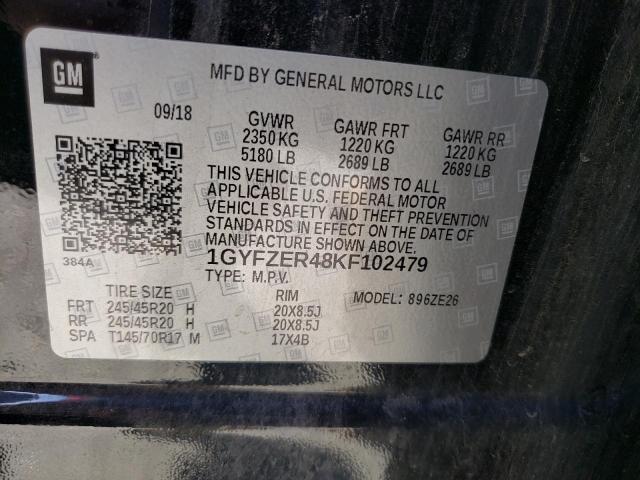 GM
MFD BY GENERAL MOTORS LLC
09/18
GVWR GAWR FRT GAWR RR
2350 KG 1220 KG 1220 KG
5180 LB 2689 LB 2689 LB
THIS VEHICLE CONFORMS TO ALL
APPLICABLE U.S. FEDERAL MOTOR
VEHICLE SAFETY AND THEFT PREVENTION
STANDARDS IN EFFECT ON THE DATE OF
MANUFACTURE SHOWN ABOVE.
384A
1GYFZER48KF102479
TYPE: M.P.V.
TIRE SIZE RIM MODEL: 896ZE26
FRT 245/45R20 H 20X8.5J
RR 245/45R20 H 20X8.5J
SPA T145/70R17 M 17X4B